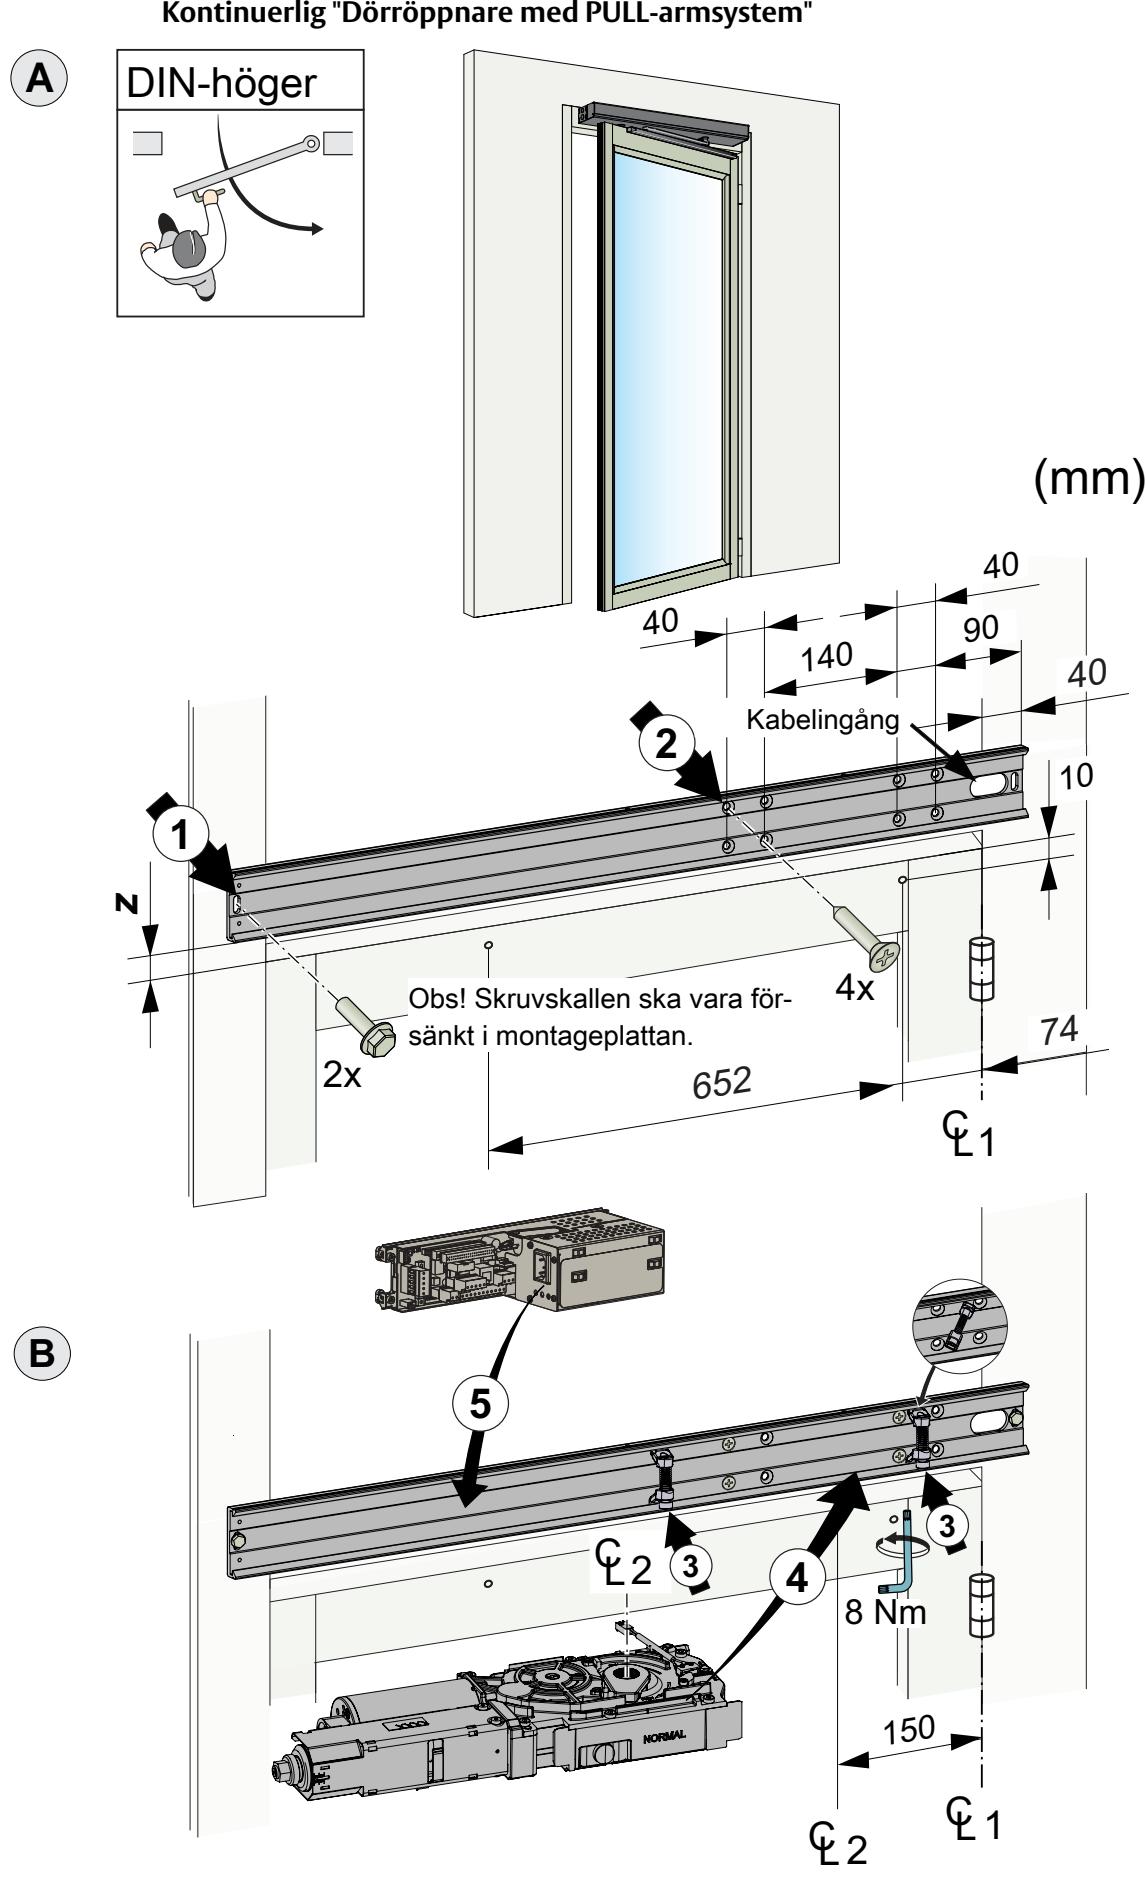 Kontinuerlig "Dörröppnare med PULL-armsystem"
A
DIN-höger
(mm)
40
40
90
140
40
Kabelingång
2
10
1
z
Obs! Skruvskallen ska vara för-
sänkt i montageplattan.
4x
2x
74
652
℄ 1
B
5
3
3
℄ 2
4
8 Nm
NORMAL
150
℄ 1
℄ 2